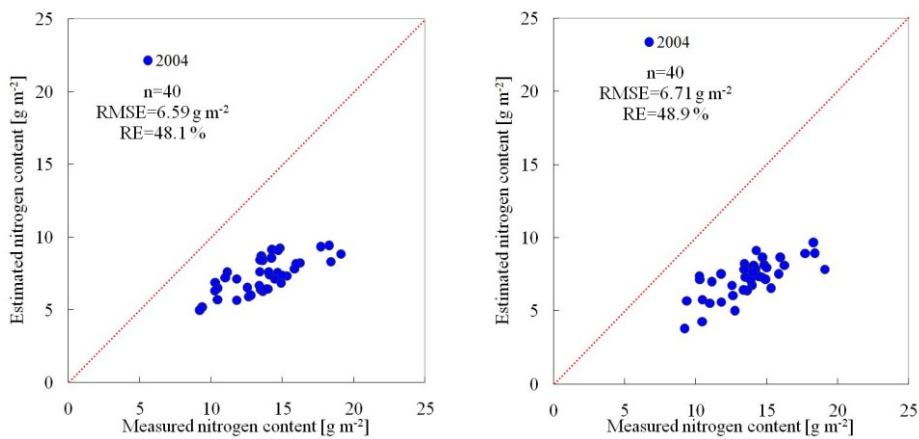 25
20
15
10
5
0
Estimated nitrogen content [g m⁻²]
2004
n=40
RMSE=6.59 g m⁻²
RE=48.1 %
0 5 10 15 20 25
Measured nitrogen content [g m⁻²]
25
20
15
10
5
0
Estimated nitrogen content [g m⁻²]
2004
n=40
RMSE=6.71 g m⁻²
RE=48.9 %
0 5 10 15 20 25
Measured nitrogen content [g m⁻²]